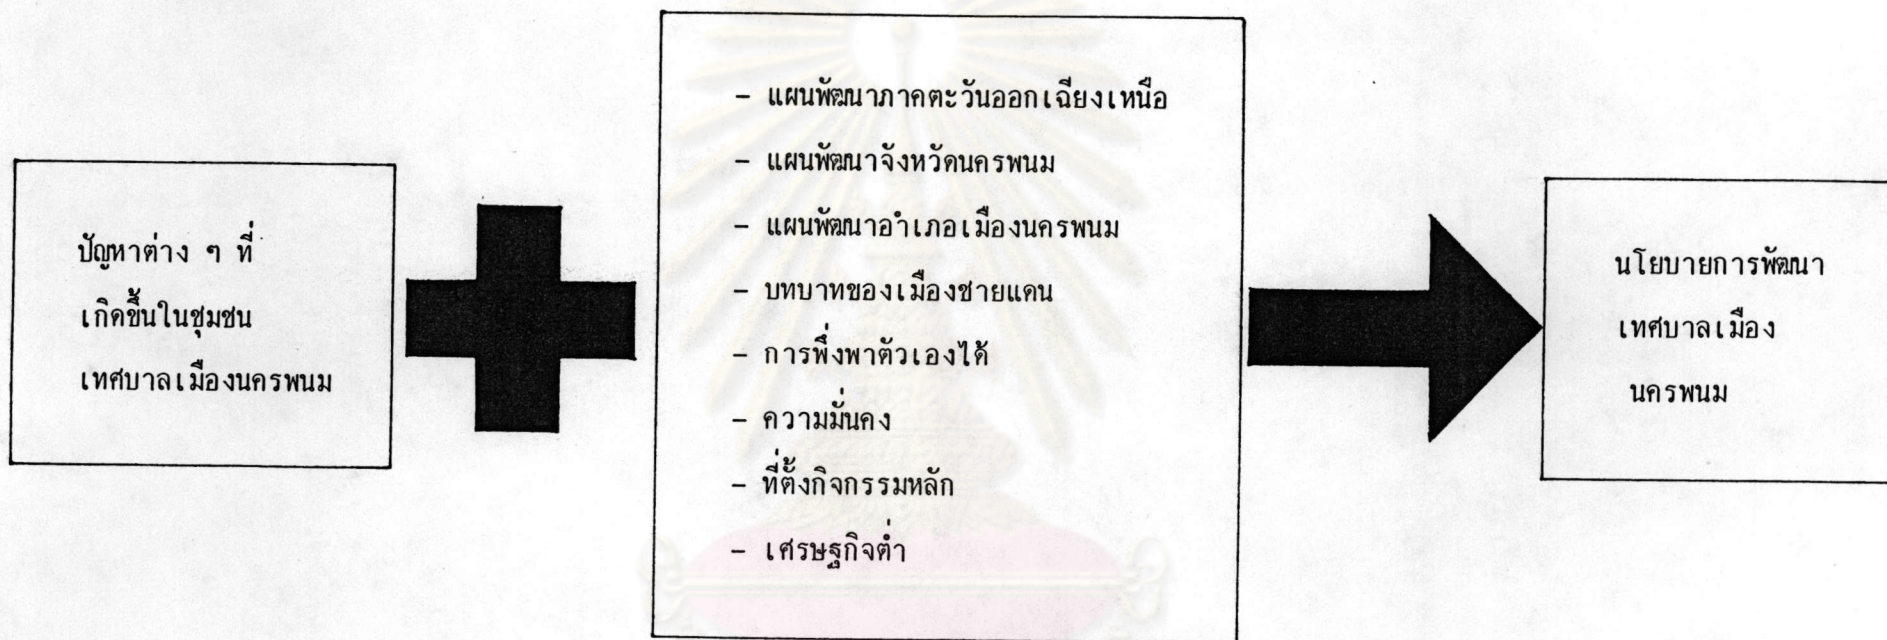 ปัญหาต่าง ๆ ที่
เกิดขึ้นในชุมชน
เทศบาลเมืองนครพนม
- แผนพัฒนาภาคตะวันออกเฉียงเหนือ
- แผนพัฒนาจังหวัดนครพนม
- แผนพัฒนาอำเภอเมืองนครพนม
- บทบาทของเมืองชายแดน
- การพึ่งพาตัวเองได้
- ความมั่นคง
- ที่ตั้งกิจกรรมหลัก
- เศรษฐกิจต่ำ
นโยบายการพัฒนา
เทศบาลเมือง
นครพนม